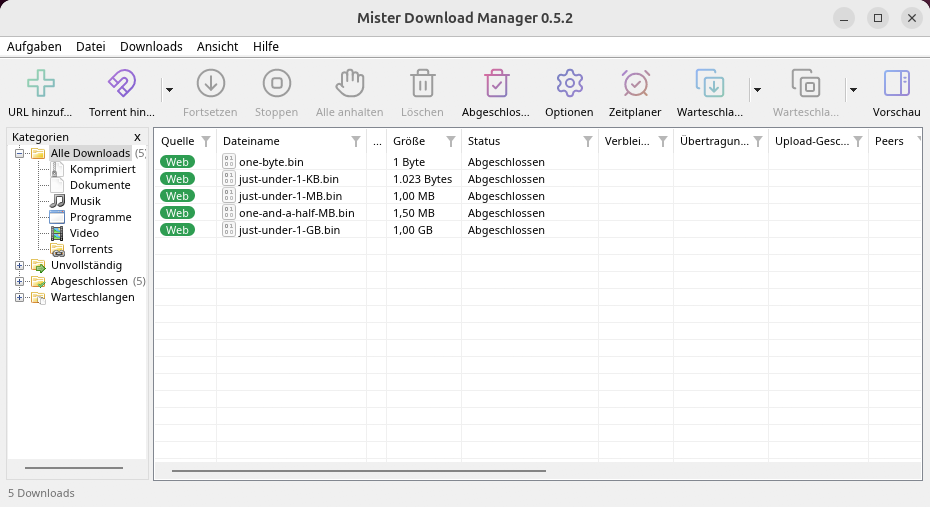 Mister Download Manager 0.5.2
Aufgaben Datei Downloads Ansicht Hilfe
URL hinzuf... Torrent hin... Fortsetzen Stoppen Alle anhalten Löschen Abgeschlos... Optionen Zeitplaner Warteschla... Warteschla... Vorschau
Kategorien x
Alle Downloads (5)
Komprimiert
Dokumente
Musik
Programme
Video
Torrents
Unvollständig
Abgeschlossen (5)
Warteschlangen
Quelle Dateiname ... Größe Status Verblei... Übertragun... Upload-Gesc... Peers
Web one-byte.bin 1 Byte Abgeschlossen
Web just-under-1-KB.bin 1.023 Bytes Abgeschlossen
Web just-under-1-MB.bin 1,00 MB Abgeschlossen
Web one-and-a-half-MB.bin 1,50 MB Abgeschlossen
Web just-under-1-GB.bin 1,00 GB Abgeschlossen
5 Downloads